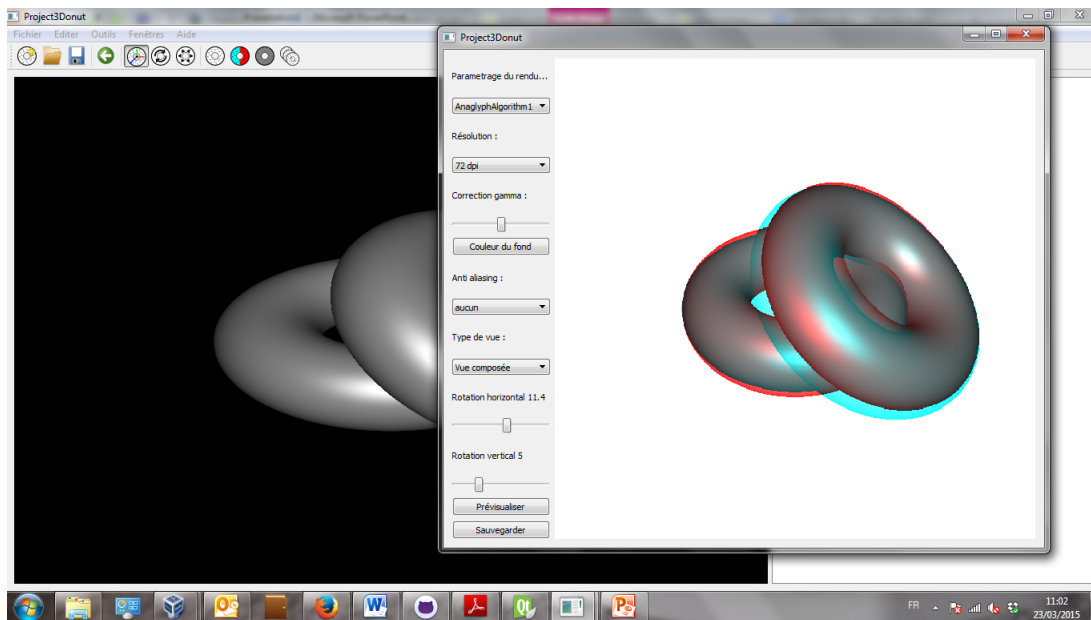 Project3Donut
Fichier Editer Outils Fenêtres Aide
Project3Donut
Parametrage du rendu...
AnaglyphAlgorithm1
Résolution :
72 dpi
Correction gamma :
Couleur du fond
Anti aliasing :
aucun
Type de vue :
Vue composée
Rotation horizontal 11.4
Rotation vertical 5
Prévisualiser
Sauvegarder
FR
11:02
23/03/2015